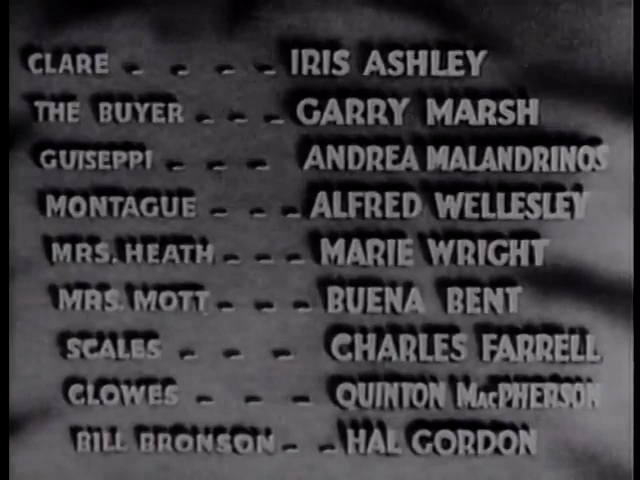 CLARE - - - - IRIS ASHLEY
THE BUYER - - - GARRY MARSH
GUISEPPI - - - ANDREA MALANDRINOS
MONTAGUE - - - ALFRED WELLESLEY
MRS. HEATH - - - MARIE WRIGHT
MRS. MOTT - - - BUENA BENT
SCALES - - - CHARLES FARRELL
CLOWES - - - QUINTON MACPHERSON
BILL BRONSON - - HAL GORDON